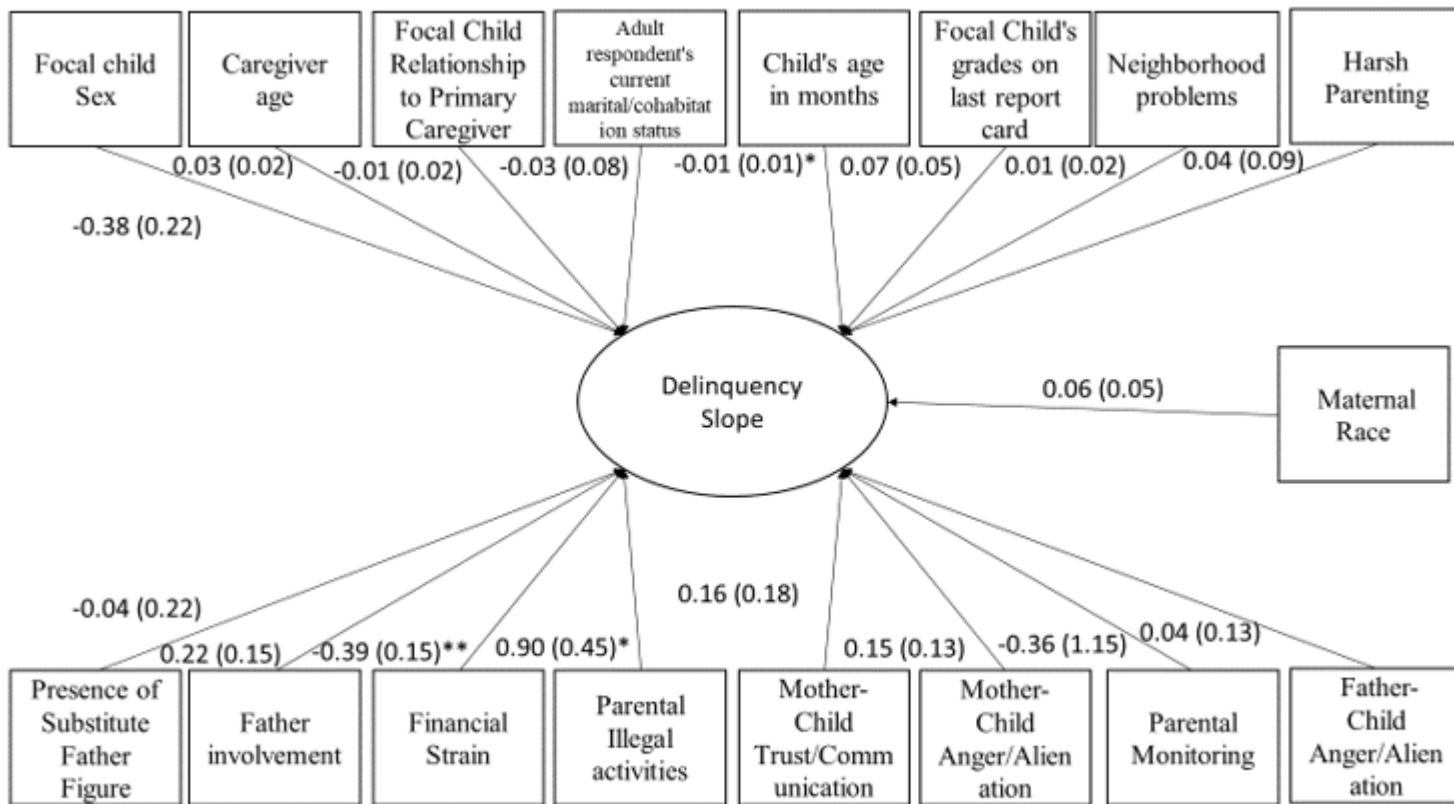 Focal child
Sex
Caregiver
age
Focal Child
Relationship
to Primary
Caregiver
Adult
respondent's
current
marital/cohabitat
ion status
Child's age
in months
Focal Child's
grades on
last report
card
Neighborhood
problems
Harsh
Parenting
-0.38 (0.22)
0.03 (0.02)
-0.01 (0.02)
-0.03 (0.08)
-0.01 (0.01)*
0.07 (0.05)
0.01 (0.02)
0.04 (0.09)
Delinquency
Slope
0.06 (0.05)
Maternal
Race
-0.04 (0.22)
0.22 (0.15)
-0.39 (0.15)**
0.90 (0.45)*
0.16 (0.18)
0.15 (0.13)
-0.36 (1.15)
0.04 (0.13)
Presence of
Substitute
Father
Figure
Father
involvement
Financial
Strain
Parental
Illegal
activities
Mother-
Child
Trust/Comm
unication
Mother-
Child
Anger/Alien
ation
Parental
Monitoring
Father-
Child
Anger/Alien
ation